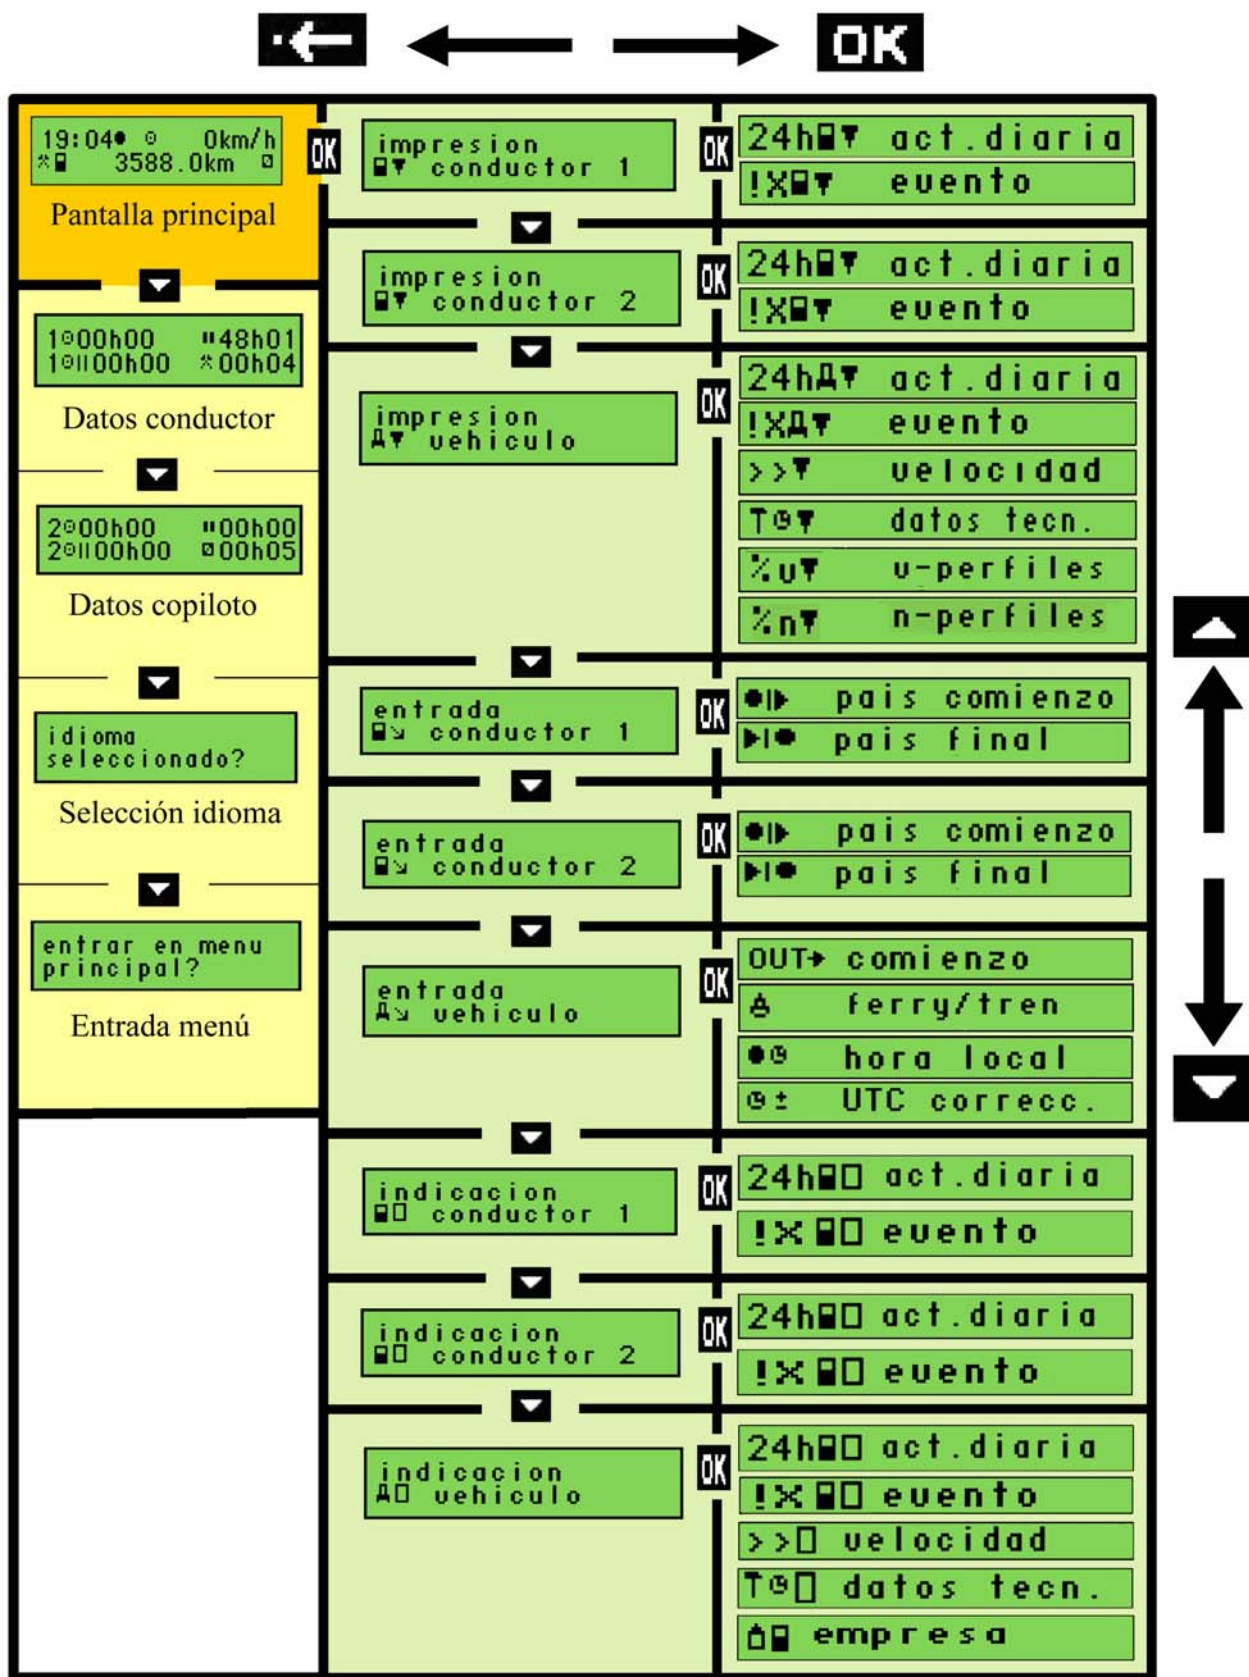 OK
19:04 0km/h
3588.0km
Pantalla principal
1 00h00 48h01
1 00h00 00h04
Datos conductor
2 00h00 00h00
2 00h00 00h05
Datos copiloto
idioma
seleccionado?
Selección idioma
entrar en menu
principal?
Entrada menú
OK
impresion
conductor 1
OK
24h act.diaria
!X evento
impresion
conductor 2
OK
24h act.diaria
!X evento
impresion
vehiculo
OK
24h act.diaria
!X evento
>> velocidad
T datos tecn.
%v v-perfiles
%n n-perfiles
entrada
conductor 1
OK
pais comienzo
pais final
entrada
conductor 2
OK
pais comienzo
pais final
entrada
vehiculo
OK
OUT comienzo
ferry/tren
hora local
± UTC correcc.
indicacion
conductor 1
OK
24h act.diaria
!X evento
indicacion
conductor 2
OK
24h act.diaria
!X evento
indicacion
vehiculo
OK
24h act.diaria
!X evento
>> velocidad
T datos tecn.
empresa